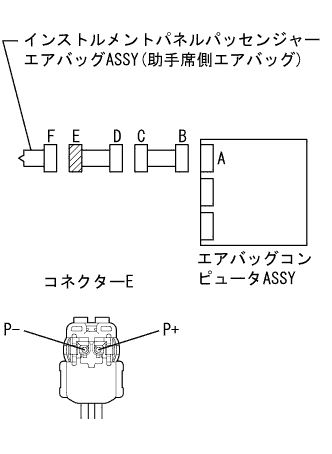 インストルメントパネルパッセンジャー
エアバッグASSY(助手席側エアバッグ)
F E D C B
A
エアバッグコン
ピュータASSY
コネクターE
P- P+